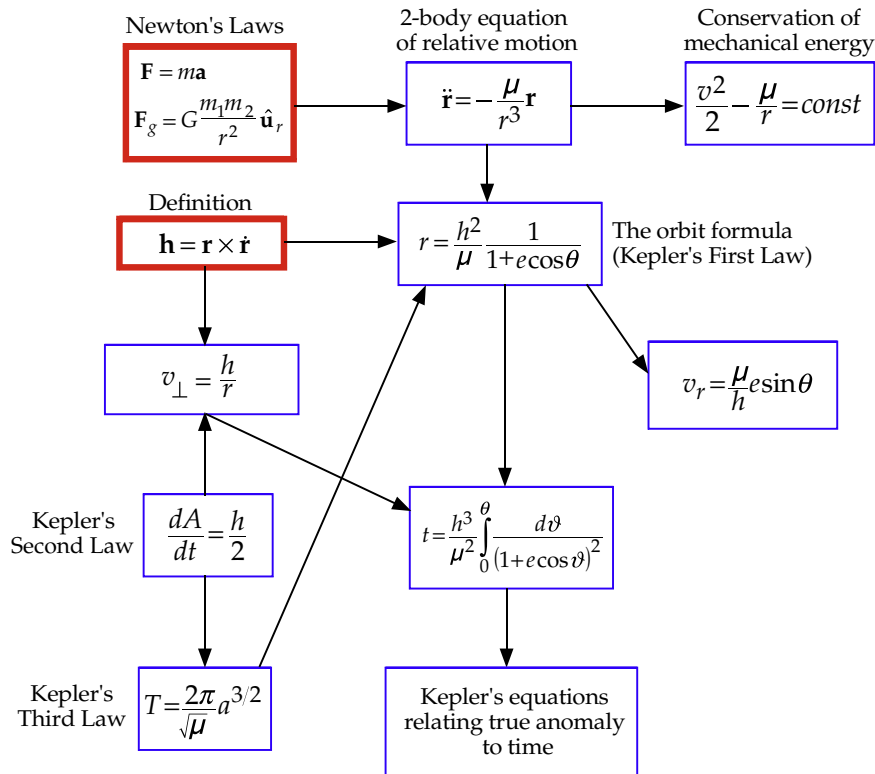 Newton's Laws
F = ma
F_g = G m_1 m_2 / r^2 û_r
2-body equation
of relative motion
r̈ = − μ/r^3 r
Conservation of
mechanical energy
v^2/2 − μ/r = const
Definition
h = r × ṙ
r = h^2/μ 1/(1+e cos θ)
The orbit formula
(Kepler's First Law)
v_⊥ = h/r
v_r = μ/h e sin θ
Kepler's
Second Law
dA/dt = h/2
t = h^3/μ^2 ∫_0^θ dϑ/(1+e cos ϑ)^2
Kepler's
Third Law
T = 2π/√μ a^{3/2}
Kepler's equations
relating true anomaly
to time